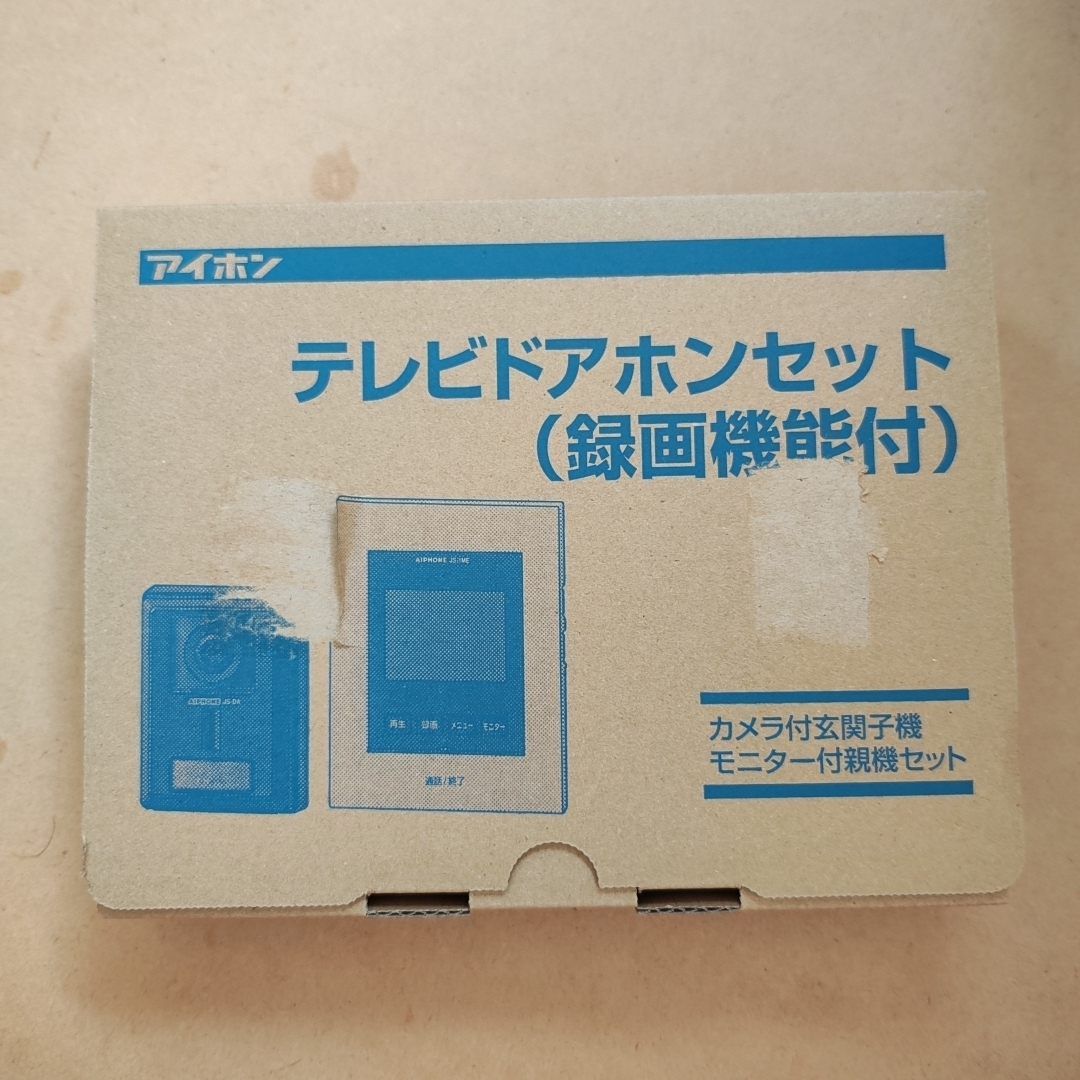 アイホン
テレビドアホンセット
(録画機能付)
AIPHONE JS-1ME
再生 録画 メニュー モニター
通話/終了
AIPHONE JS-DA
カメラ付玄関子機
モニター付親機セット